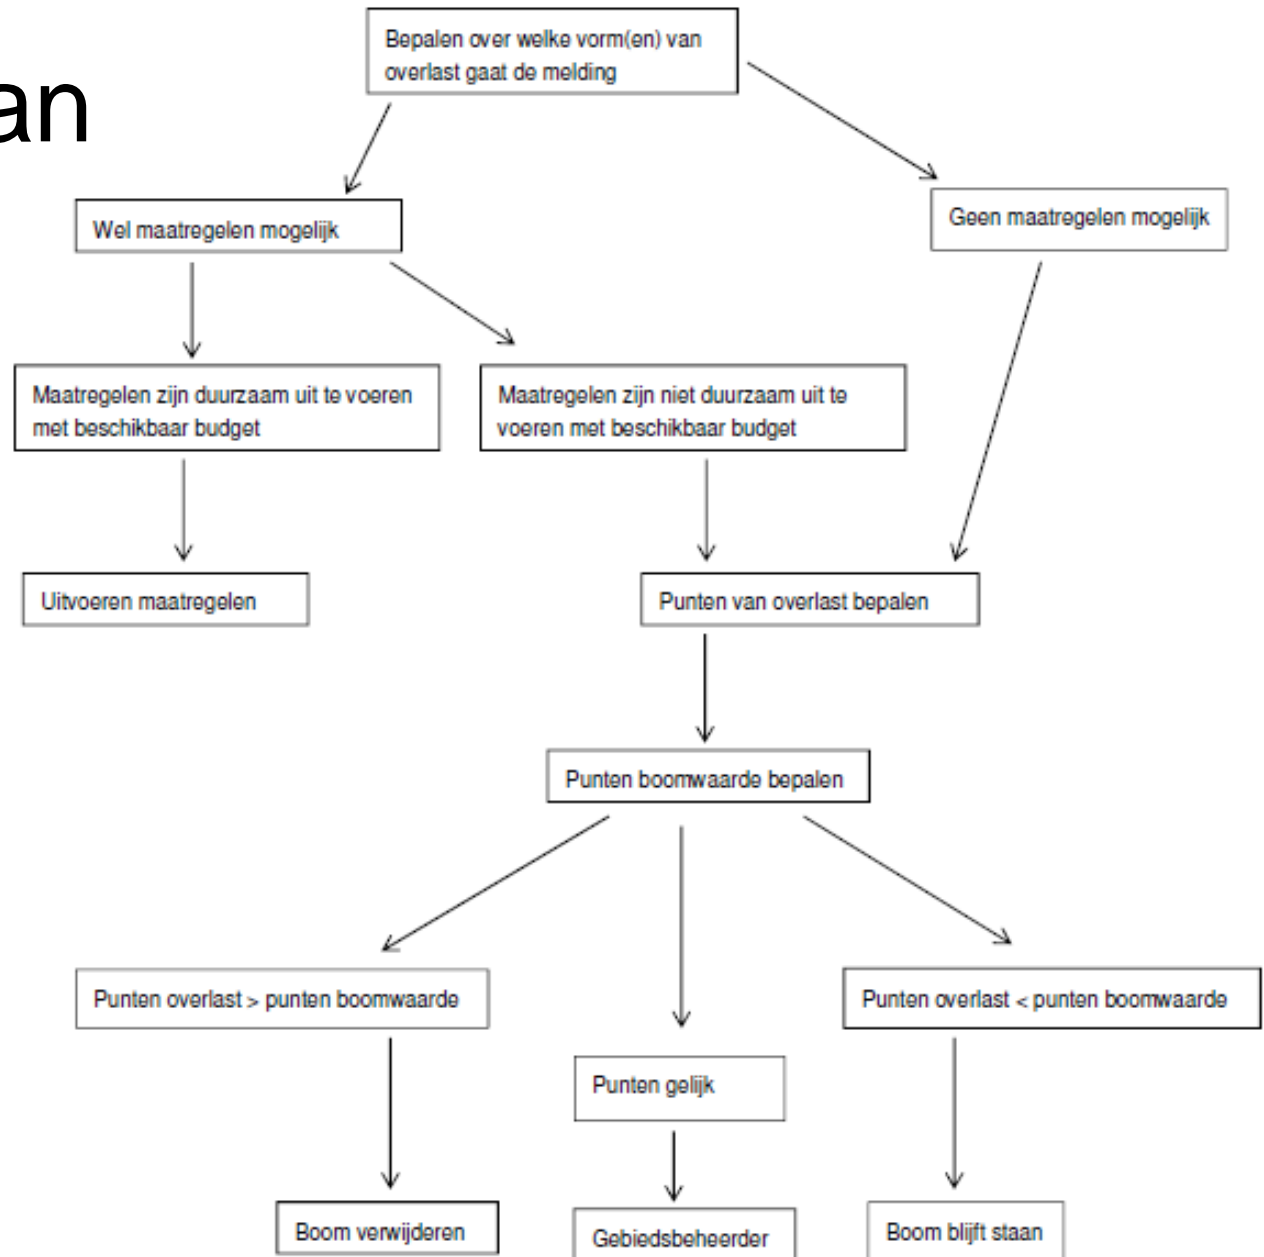 an
Bepalen over welke vorm(en) van
overlast gaat de melding
Wel maatregelen mogelijk
Geen maatregelen mogelijk
Maatregelen zijn duurzaam uit te voeren
met beschikbaar budget
Maatregelen zijn niet duurzaam uit te
voeren met beschikbaar budget
Uitvoeren maatregelen
Punten van overlast bepalen
Punten boomwaarde bepalen
Punten overlast > punten boomwaarde
Punten overlast < punten boomwaarde
Punten gelijk
Boom verwijderen
Gebiedsbeheerder
Boom blijft staan